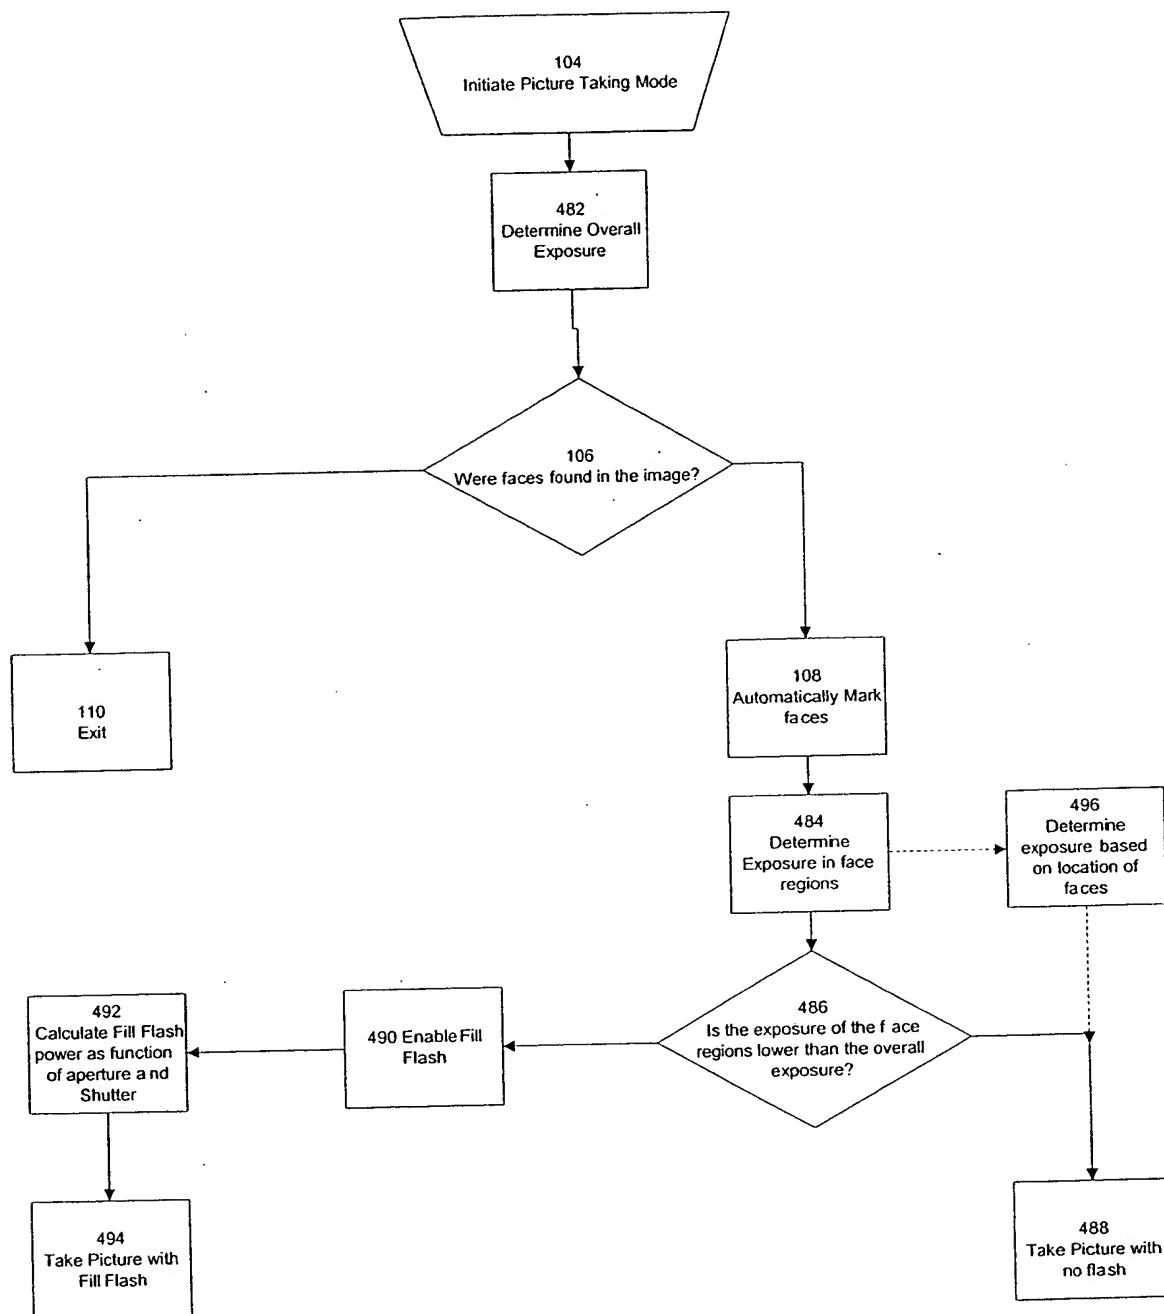 104
Initiate Picture Taking Mode
482
Determine Overall
Exposure
106
Were faces found in the image?
110
Exit
108
Automatically Mark
faces
484
Determine
Exposure in face
regions
496
Determine
exposure based
on location of
faces
486
Is the exposure of the f ace
regions lower than the overall
exposure?
490 Enable Fill
Flash
492
Calculate Fill Flash
power as function
of aperture and
Shutter
494
Take Picture with
Fill Flash
488
Take Picture with
no flash